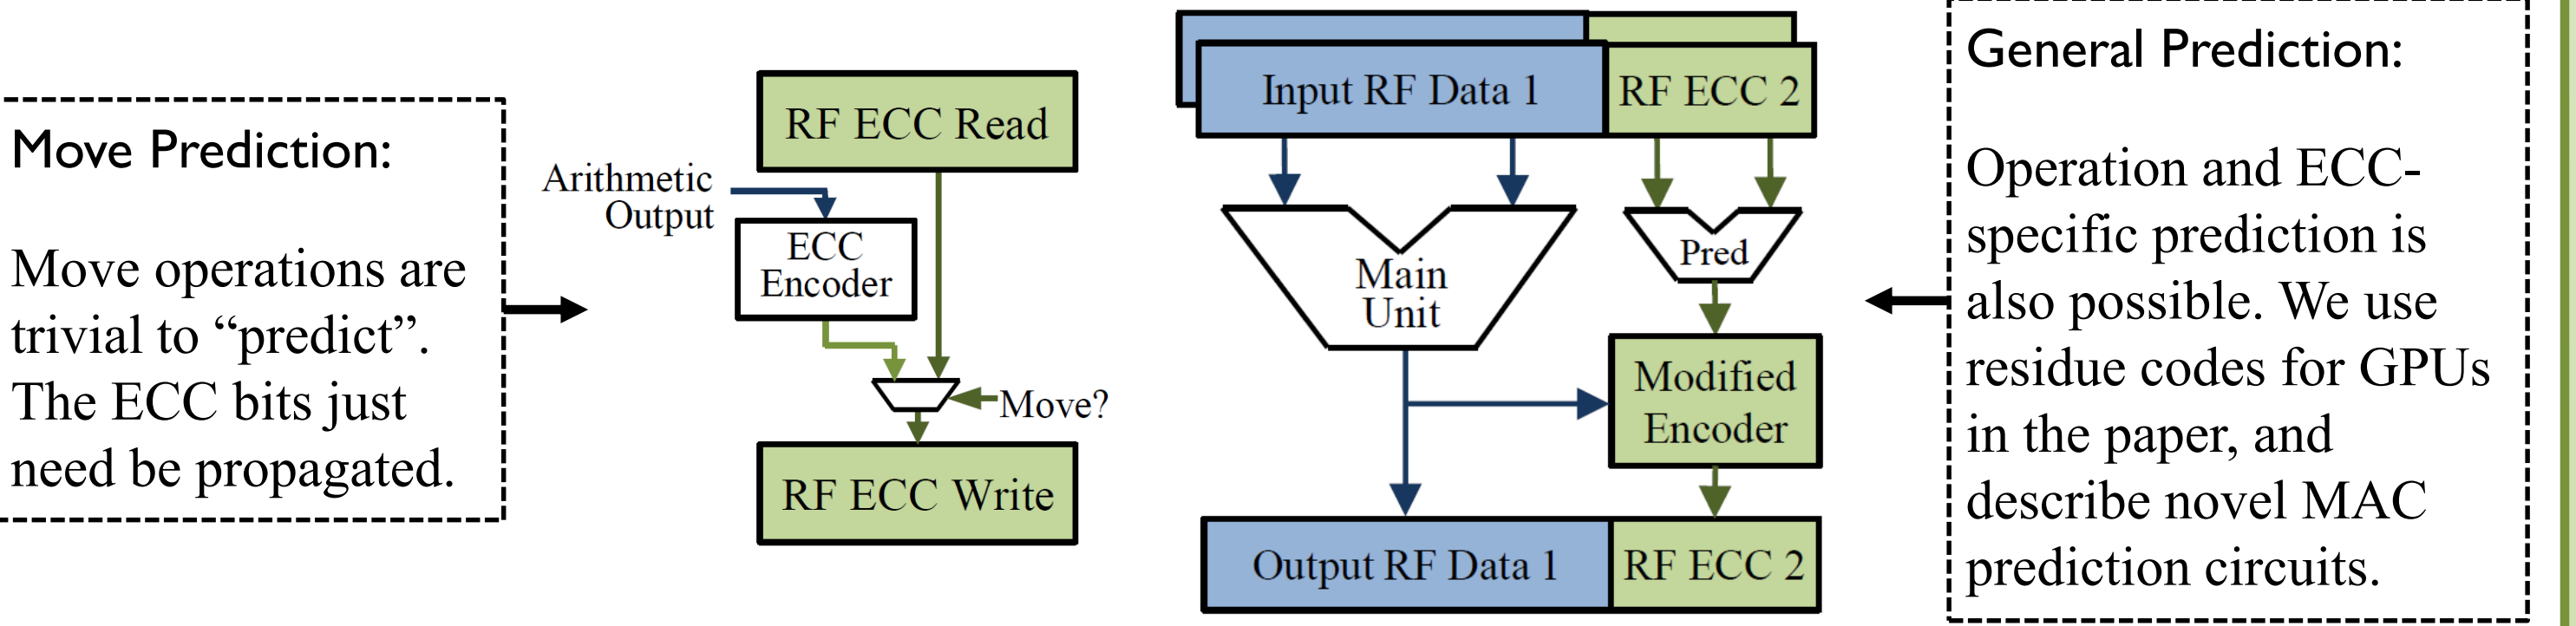 Move Prediction:
Move operations are
trivial to “predict”.
The ECC bits just
need be propagated.
RF ECC Read
Arithmetic
Output
ECC
Encoder
Move?
RF ECC Write
Input RF Data 1
RF ECC 2
Main
Unit
Pred
Modified
Encoder
Output RF Data 1
RF ECC 2
General Prediction:
Operation and ECC-
specific prediction is
also possible. We use
residue codes for GPUs
in the paper, and
describe novel MAC
prediction circuits.